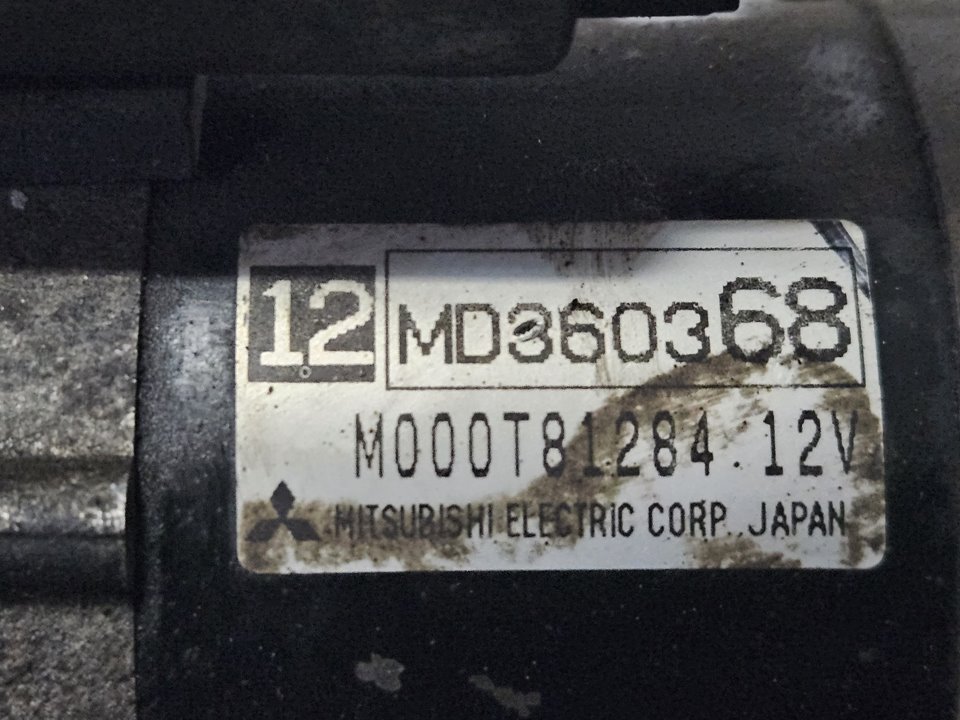 12 MD360368
M000T81284 12V
MITSUBISHI ELECTRIC CORP. JAPAN